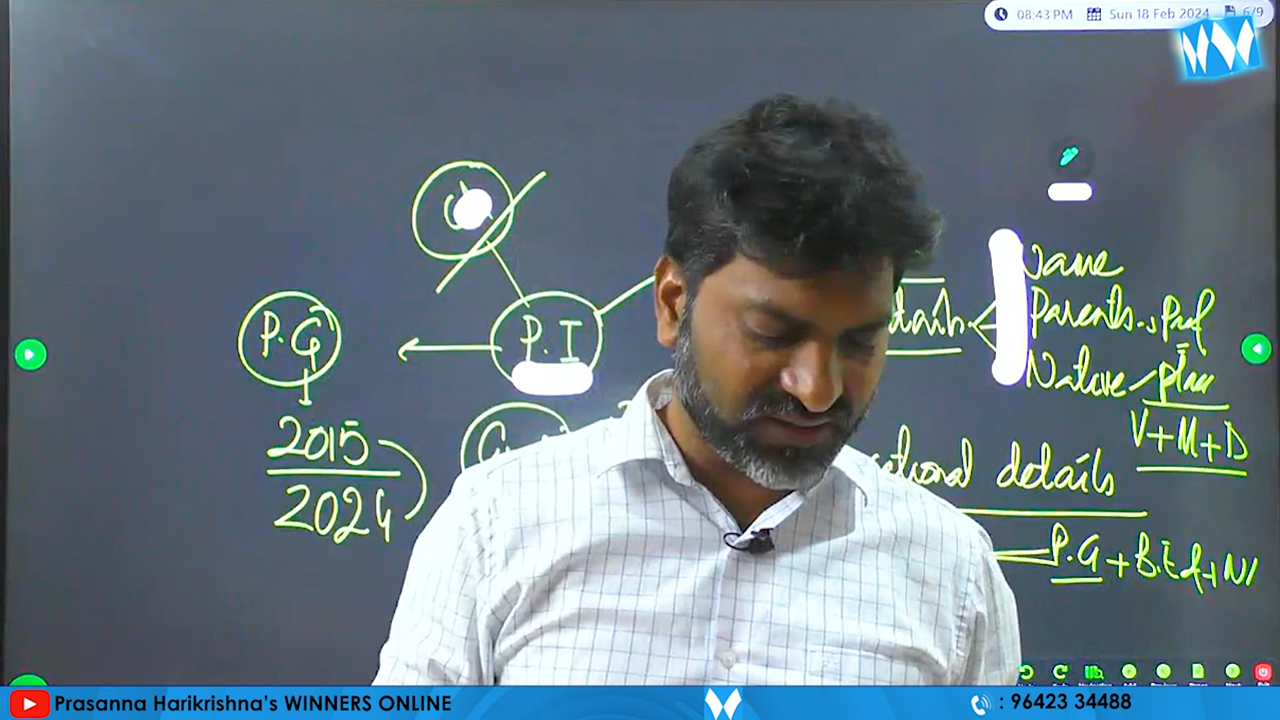 08:43 PM Sun 18 Feb 2024 6/9
W
Name
P.G
P.I
Parents Prof
Native place
2015
V+M+D
2024
details
P.G + B.Ed +
Prasanna Harikrishna's WINNERS ONLINE
: 96423 34488